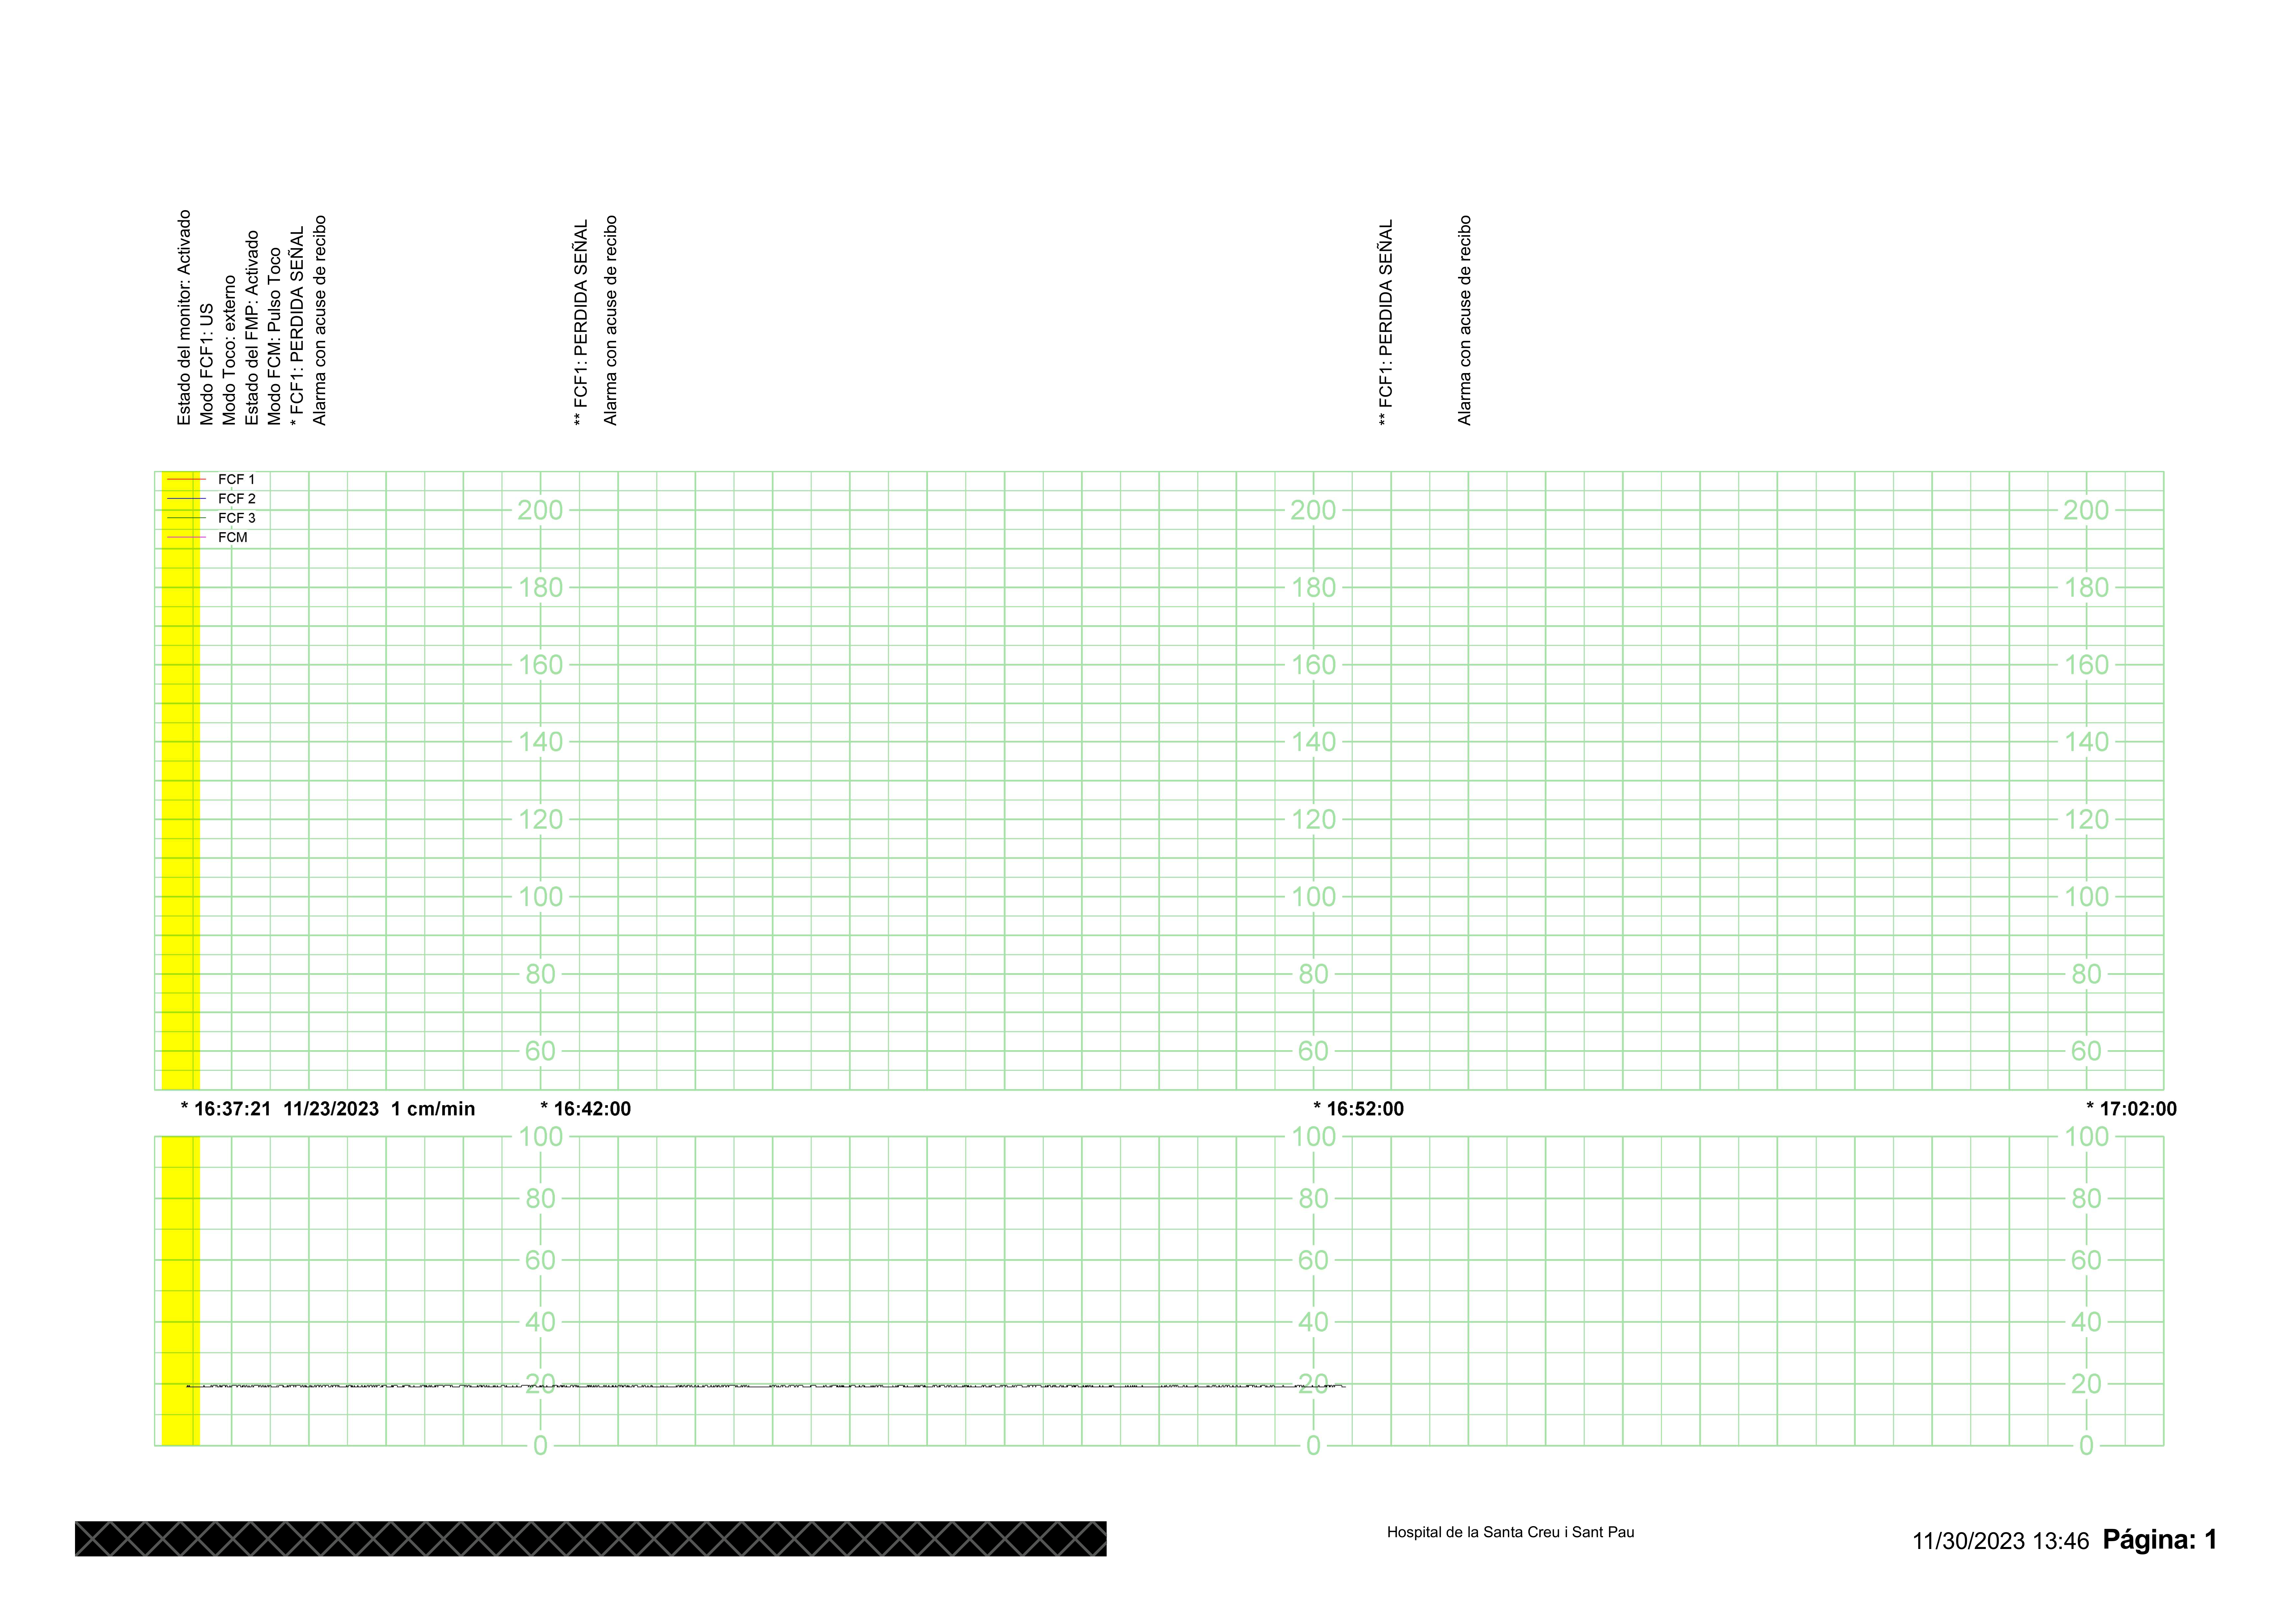 Estado del monitor: Activado
Modo FCF1: US
Modo Toco: externo
Estado del FMP: Activado
Modo FCM: Pulso Toco
* FCF1: PERDIDA SEÑAL
Alarma con acuse de recibo
** FCF1: PERDIDA SEÑAL
Alarma con acuse de recibo
** FCF1: PERDIDA SEÑAL
Alarma con acuse de recibo
FCF 1
FCF 2
FCF 3
FCM
200 200 200
180 180 180
160 160 160
140 140 140
120 120 120
100 100 100
80 80 80
60 60 60
* 16:37:21 11/23/2023 1 cm/min * 16:42:00 * 16:52:00 * 17:02:00
100 100 100
80 80 80
60 60 60
40 40 40
20 20 20
0 0 0
Hospital de la Santa Creu i Sant Pau
11/30/2023 13:46 Página: 1